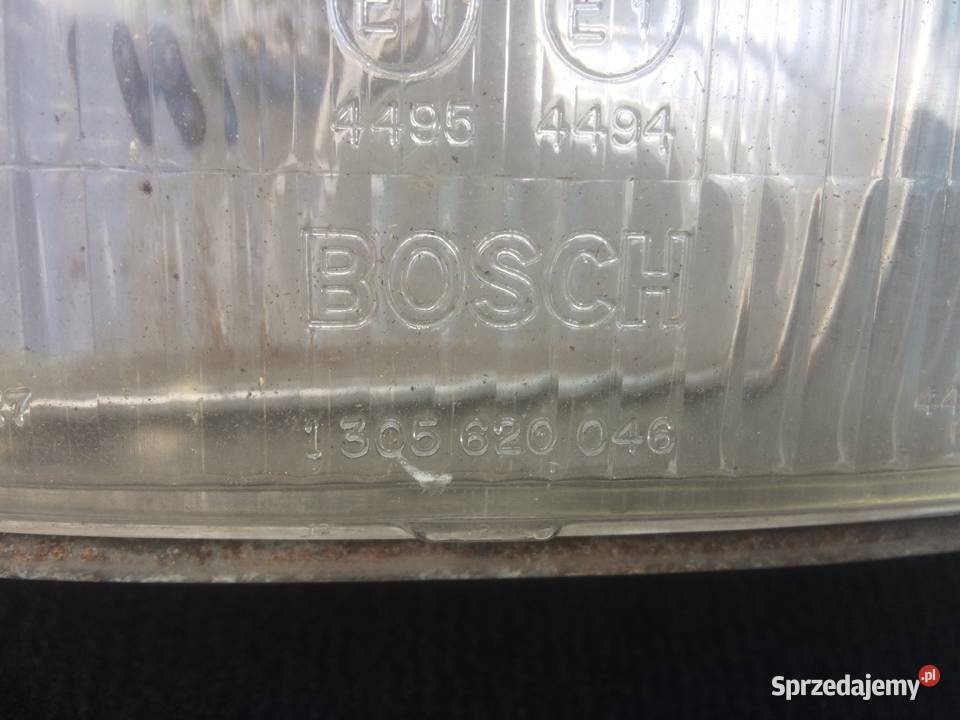 E1 E1
4495 4494
BOSCH
1 305 620 046
Sprzedajemy.pl